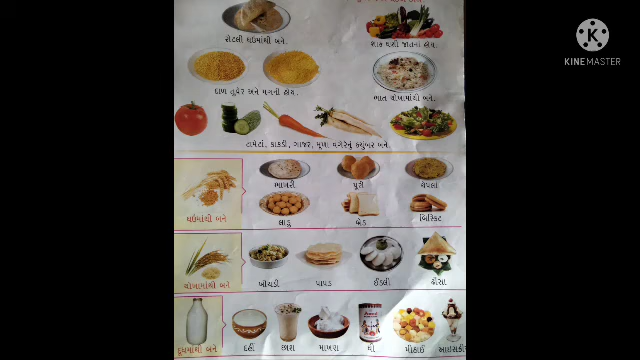 રોટલી ઘઉંમાંથી બને.
શાક ઘણી જાતનાં હોય.
KINEMASTER
દાળ તુવેર અને મગની હોય.
ભાત ચોખામાંથી બને.
ટામેટાં, કાકડી, ગાજર, મૂળા વગેરેનું કચુંબર બને.
ભાખરી પૂરી થેપલાં
ઘઉંમાંથી બને
લાડુ બ્રેડ બિસ્કિટ
ચોખામાંથી બને
ખીચડી પાપડ ઈડલી ઢોસા
દૂધમાંથી બને
દહીં છાશ માખણ ઘી મીઠાઈ આઇસક્રીમ